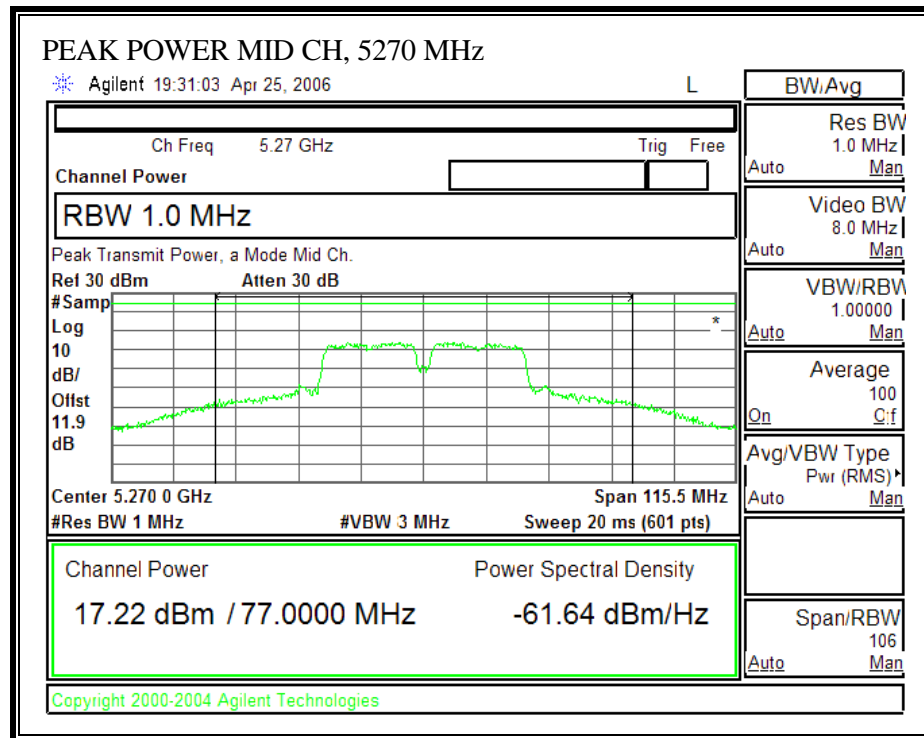 PEAK POWER MID CH, 5270 MHz
Agilent 19:31:03 Apr 25, 2006 L
BW/Avg
Ch Freq 5.27 GHz Trig Free
Channel Power
RBW 1.0 MHz
Peak Transmit Power, a Mode Mid Ch.
Ref 30 dBm Atten 30 dB
#Samp
Log
10
dB/
Offst
11.9
dB
*
Center 5.270 0 GHz Span 115.5 MHz
#Res BW 1 MHz #VBW 3 MHz Sweep 20 ms (601 pts)
Channel Power Power Spectral Density
17.22 dBm / 77.0000 MHz -61.64 dBm/Hz
Copyright 2000-2004 Agilent Technologies
Res BW
1.0 MHz
Auto Man
Video BW
8.0 MHz
Auto Man
VBW/RBW
1.00000
Auto Man
Average
100
On Off
Avg/VBW Type
Pwr (RMS)
Auto Man
Span/RBW
106
Auto Man